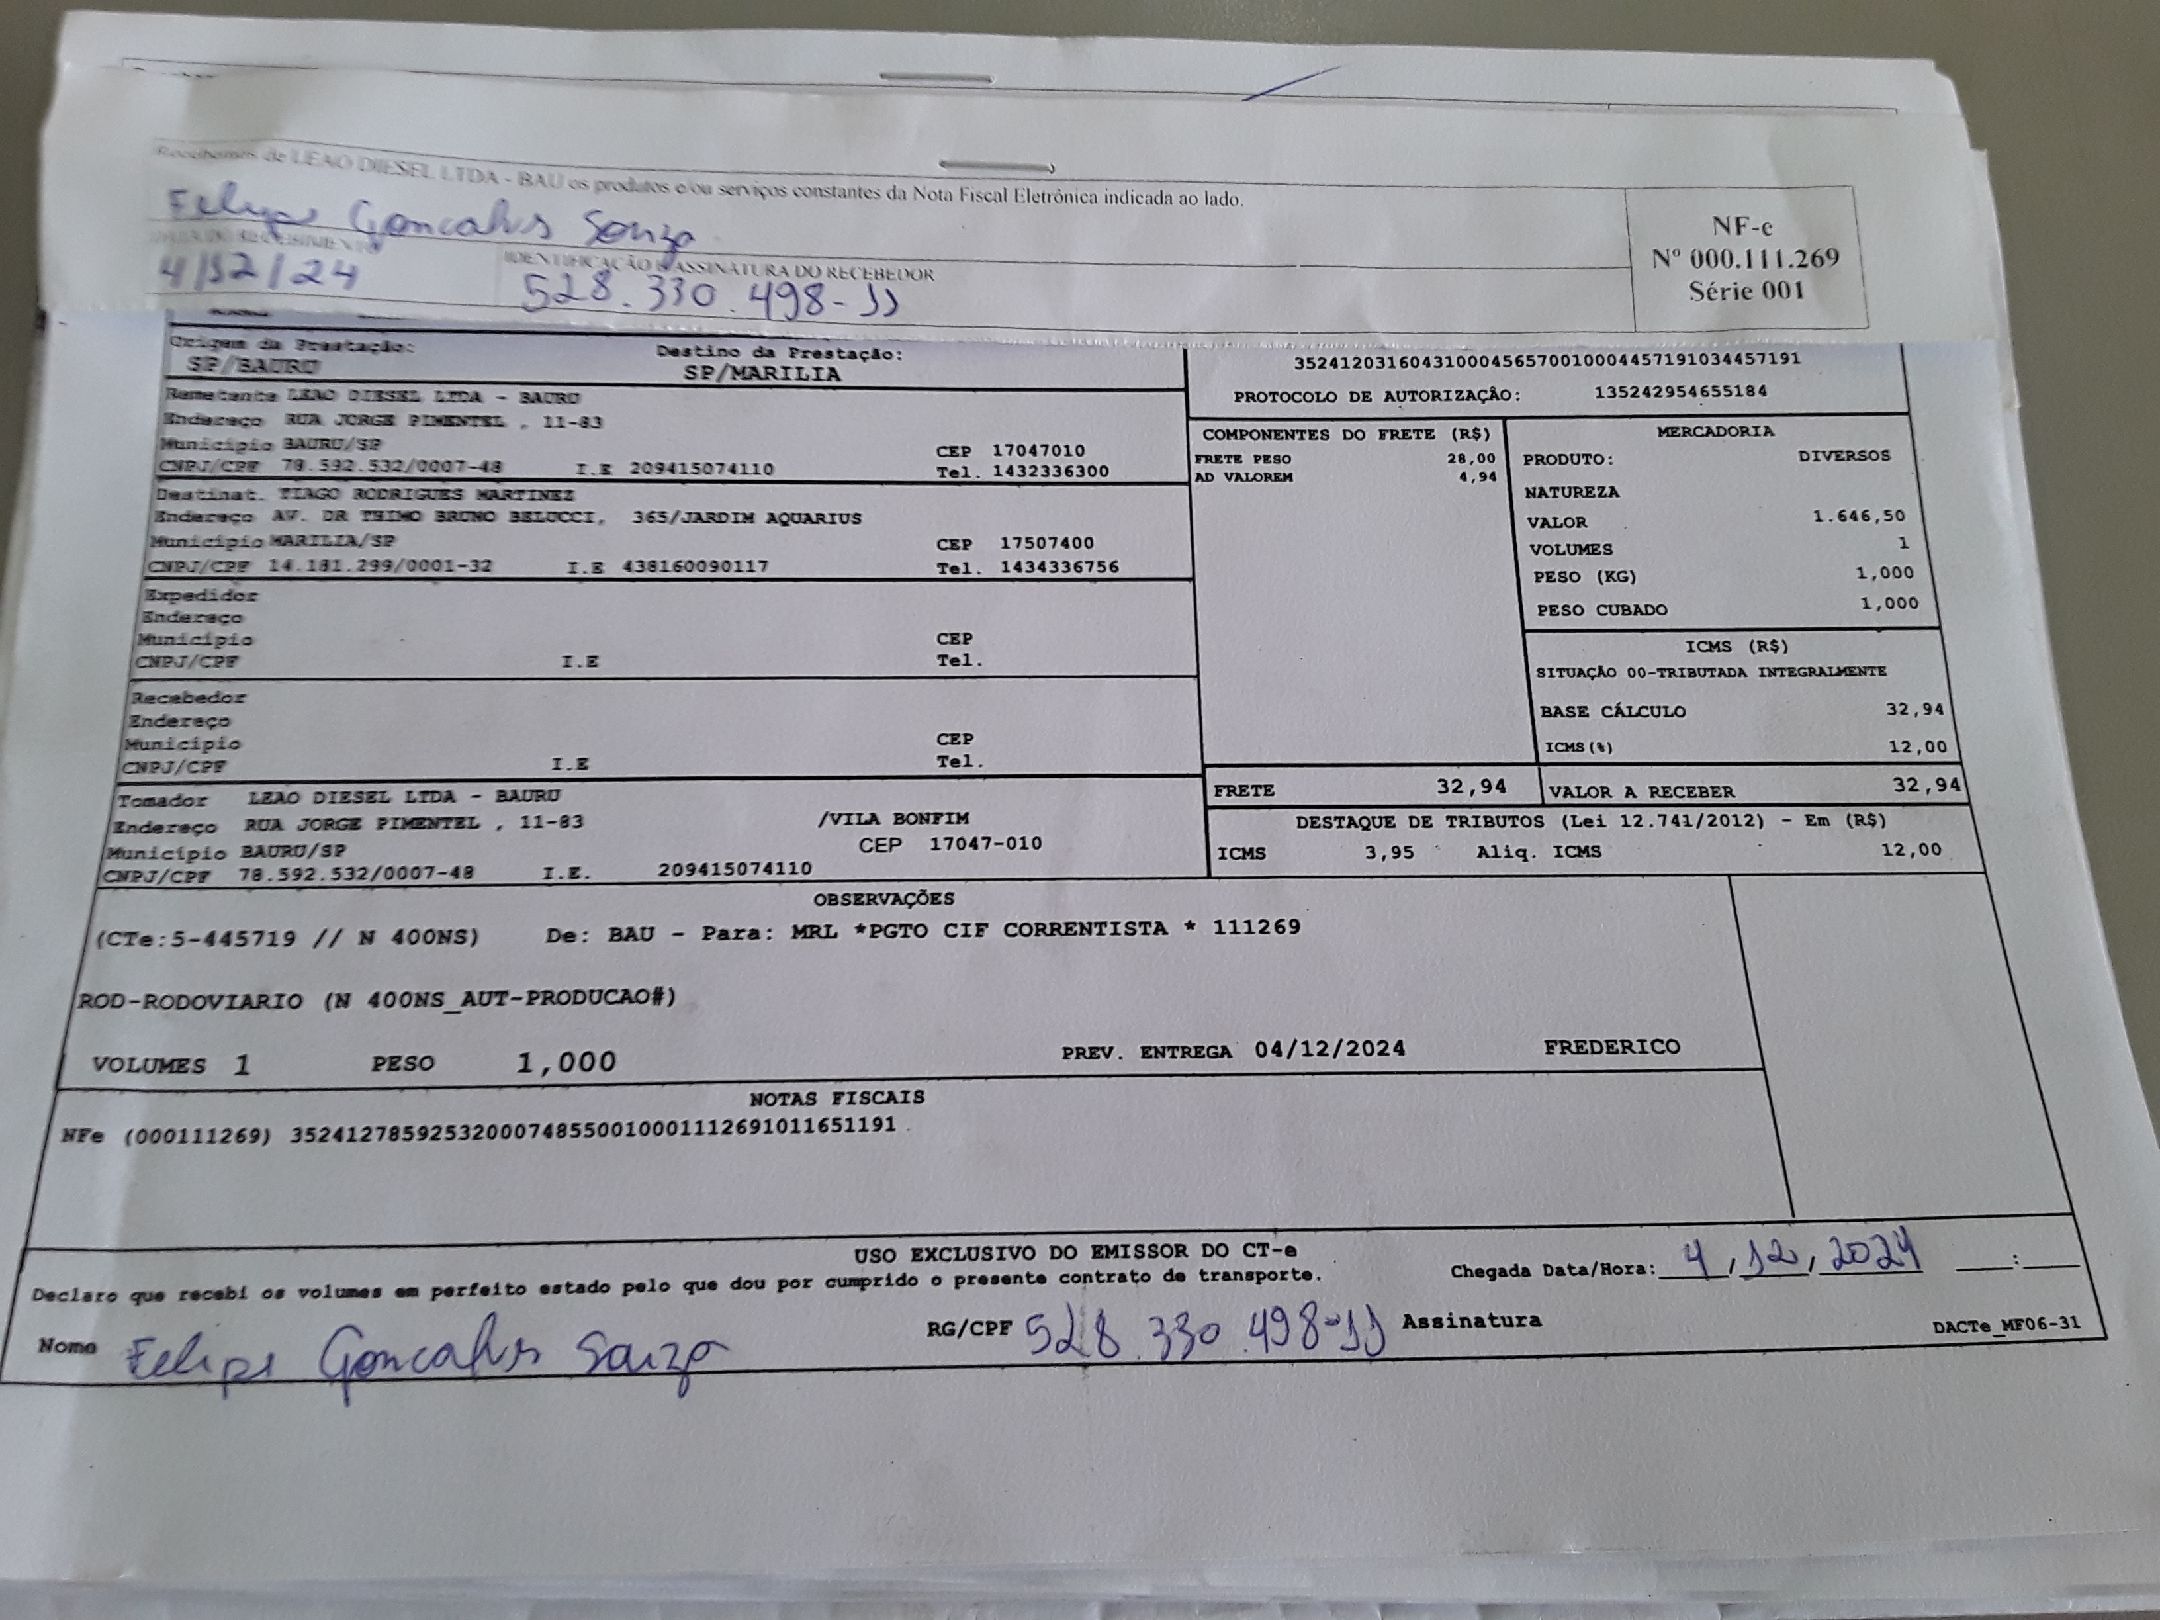 Recebemos de LEAO DIESEL LTDA - BAU os produtos e/ou serviços constantes da Nota Fiscal Eletrônica indicada ao lado.
Felipe Goncalves Souza
DATA DO RECEBIMENTO
IDENTIFICAÇÃO E ASSINATURA DO RECEBEDOR
4/12/24
528.330.498-11
NF-e
Nº 000.111.269
Série 001
Origem da Prestação:
SP/BAURU
Destino da Prestação:
SP/MARILIA
35241203160431000456570010004457191034457191
PROTOCOLO DE AUTORIZAÇÃO: 135242954655184
Remetente LEAO DIESEL LTDA - BAURU
Endereço RUA JORGE PIMENTEL , 11-83
Município BAURU/SP CEP 17047010
CNPJ/CPF 78.592.532/0007-48 I.E 209415074110 Tel. 1432336300
Destinat. TIAGO RODRIGUES MARTINEZ
Endereço AV. DR THIMO BRUNO BELUCCI, 365/JARDIM AQUARIUS
Município MARILIA/SP CEP 17507400
CNPJ/CPF 14.181.299/0001-32 I.E 438160090117 Tel. 1434336756
Expedidor
Endereço
Município CEP
CNPJ/CPF I.E Tel.
Recebedor
Endereço
Município CEP
CNPJ/CPF I.E Tel.
Tomador LEAO DIESEL LTDA - BAURU
Endereço RUA JORGE PIMENTEL , 11-83 /VILA BONFIM
Município BAURU/SP CEP 17047-010
CNPJ/CPF 78.592.532/0007-48 I.E. 209415074110
COMPONENTES DO FRETE (R$)
FRETE PESO 28,00
AD VALOREM 4,94
MERCADORIA
PRODUTO: DIVERSOS
NATUREZA
VALOR 1.646,50
VOLUMES 1
PESO (KG) 1,000
PESO CUBADO 1,000
ICMS (R$)
SITUAÇÃO 00-TRIBUTADA INTEGRALMENTE
BASE CÁLCULO 32,94
ICMS(%) 12,00
FRETE 32,94 VALOR A RECEBER 32,94
DESTAQUE DE TRIBUTOS (Lei 12.741/2012) - Em (R$)
ICMS 3,95 Aliq. ICMS 12,00
OBSERVAÇÕES
(CTe:5-445719 // N 400NS) De: BAU - Para: MRL *PGTO CIF CORRENTISTA * 111269
ROD-RODOVIARIO (N 400NS_AUT-PRODUCAO#)
VOLUMES 1 PESO 1,000 PREV. ENTREGA 04/12/2024 FREDERICO
NOTAS FISCAIS
NFe (000111269) 35241278592532000748550010001112691011651191
USO EXCLUSIVO DO EMISSOR DO CT-e
Declaro que recebi os volumes em perfeito estado pelo que dou por cumprido o presente contrato de transporte.
Chegada Data/Hora: 4/12/2024 :
Nome Felipe Goncalves Souza RG/CPF 528.330.498-11 Assinatura
DACTe_MF06-31